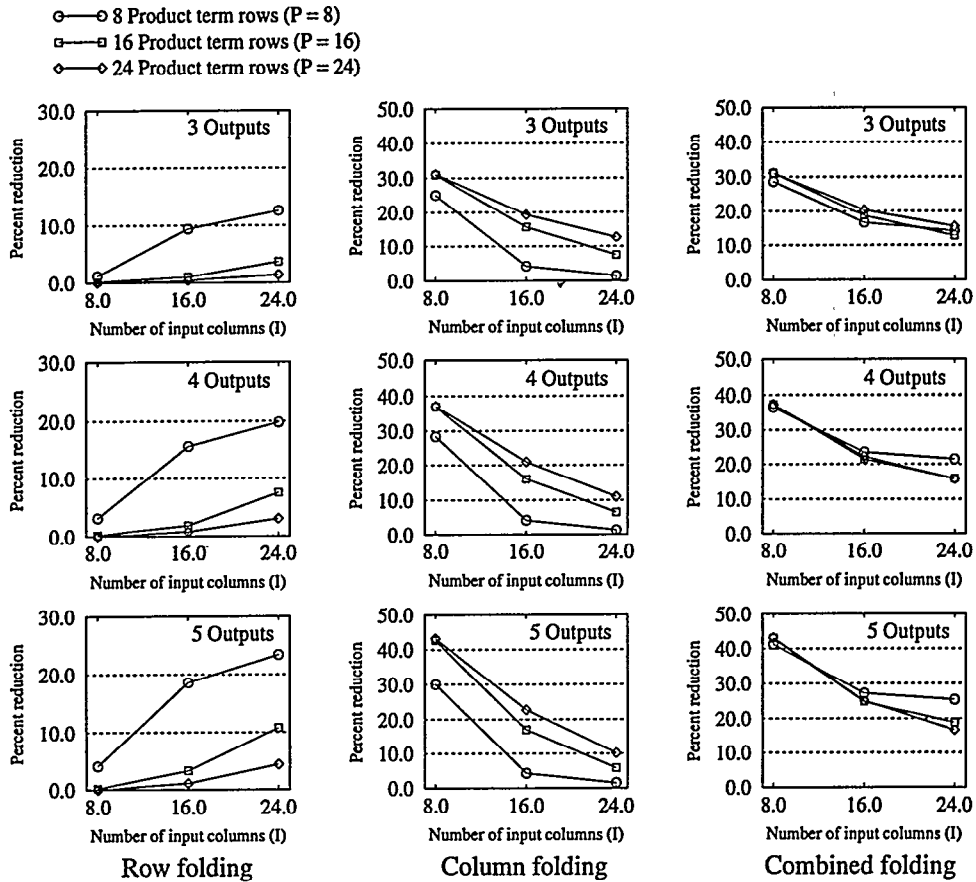 8 Product term rows (P = 8)
16 Product term rows (P = 16)
24 Product term rows (P = 24)
30.0
20.0
10.0
0.0
Percent reduction
3 Outputs
8.0 16.0 24.0
Number of input columns (I)
50.0
40.0
30.0
20.0
10.0
0.0
Percent reduction
3 Outputs
8.0 16.0 24.0
Number of input columns (I)
50.0
40.0
30.0
20.0
10.0
0.0
Percent reduction
3 Outputs
8.0 16.0 24.0
Number of input columns (I)
30.0
20.0
10.0
0.0
Percent reduction
4 Outputs
8.0 16.0 24.0
Number of input columns (I)
50.0
40.0
30.0
20.0
10.0
0.0
Percent reduction
4 Outputs
8.0 16.0 24.0
Number of input columns (I)
50.0
40.0
30.0
20.0
10.0
0.0
Percent reduction
4 Outputs
8.0 16.0 24.0
Number of input columns (I)
30.0
20.0
10.0
0.0
Percent reduction
5 Outputs
8.0 16.0 24.0
Number of input columns (I)
Row folding
50.0
40.0
30.0
20.0
10.0
0.0
Percent reduction
5 Outputs
8.0 16.0 24.0
Number of input columns (I)
Column folding
50.0
40.0
30.0
20.0
10.0
0.0
Percent reduction
5 Outputs
8.0 16.0 24.0
Number of input columns (I)
Combined folding